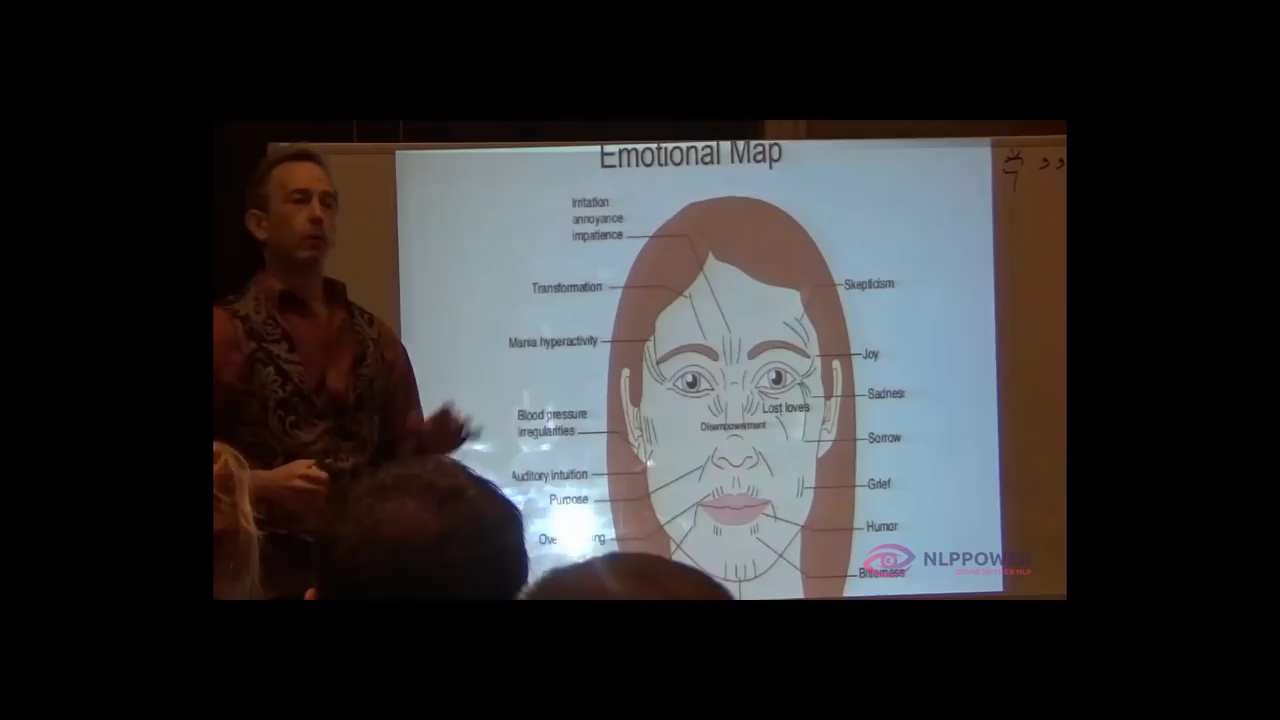 Emotional Map
Irritation
annoyance
impatience
Transformation
Skepticism
Mania hyperactivity
Joy
Sadness
Lost loves
Blood pressure
irregularities
Disempowerment
Sorrow
Auditory intuition
Purpose
Grief
Humor
NLPPOWER
Bitterness